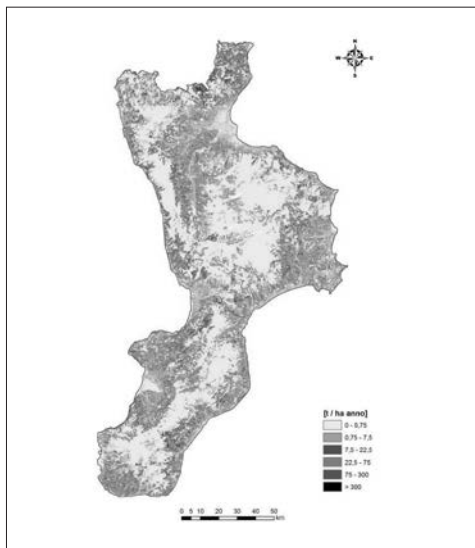 N
W E
S
[t / ha anno]
0 - 0,75
0,75 - 7,5
7,5 - 22,5
22,5 - 75
75 - 300
> 300
0 5 10 20 30 40 50
km